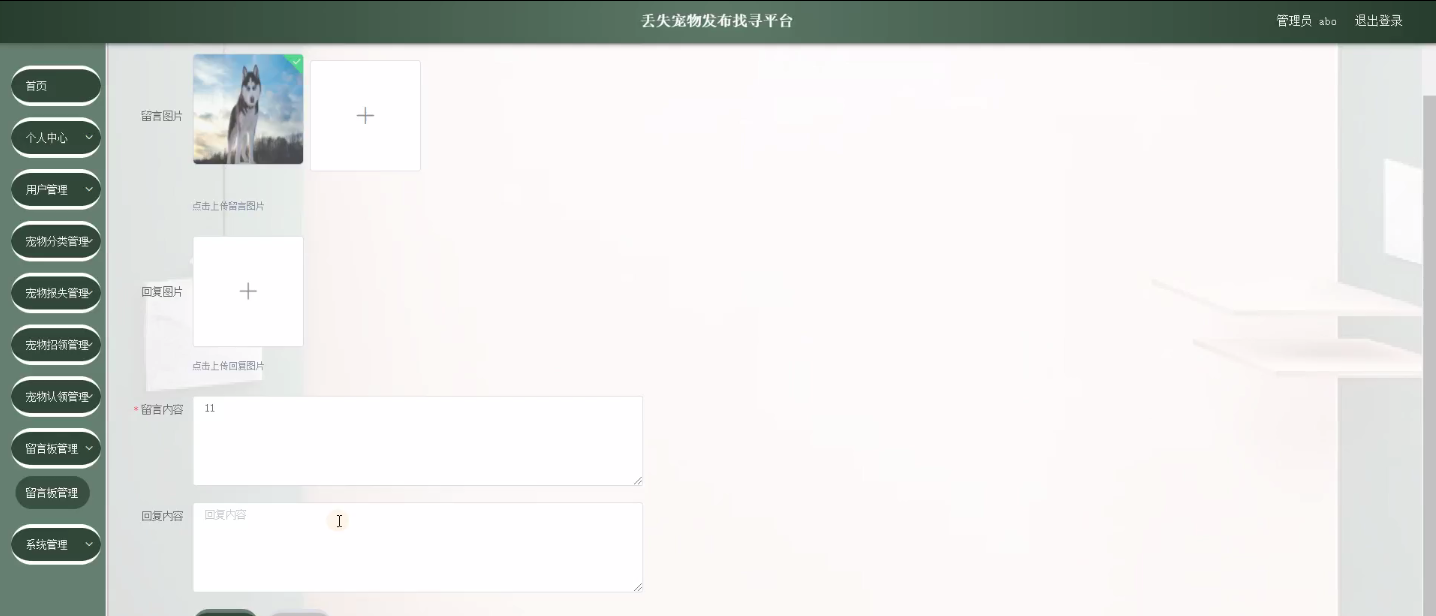 丢失宠物发布找寻平台
管理员 abo 退出登录
首页
个人中心
用户管理
宠物分类管理
宠物报失管理
宠物招领管理
宠物认领管理
留言板管理
留言板管理
系统管理
留言图片
点击上传留言图片
回复图片
点击上传回复图片
*留言内容
11
回复内容
回复内容